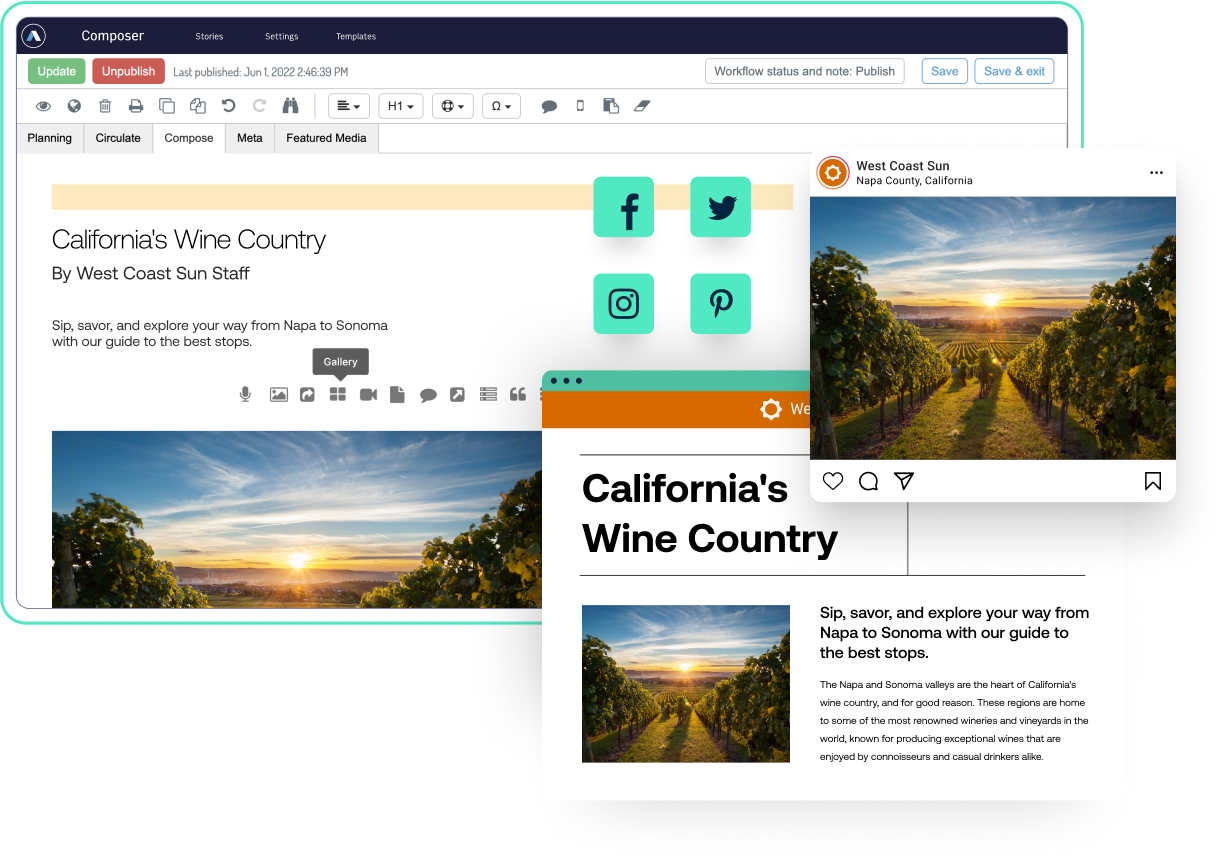 Composer
Stories
Settings
Templates
Update
Unpublish
Last published: Jun 1, 2022 2:46:39 PM
Workflow status and note: Publish
Save
Save & exit
H1
Ω
Planning
Circulate
Compose
Meta
Featured Media
California's Wine Country
By West Coast Sun Staff
Sip, savor, and explore your way from Napa to Sonoma
with our guide to the best stops.
Gallery
West Coast Sun
Napa County, California
We
California's
Wine Country
Sip, savor, and explore your way from
Napa to Sonoma with our guide to
the best stops.
The Napa and Sonoma valleys are the heart of California's
wine country, and for good reason. These regions are home
to some of the most renowned wineries and vineyards in the
world, known for producing exceptional wines that are
enjoyed by connoisseurs and casual drinkers alike.